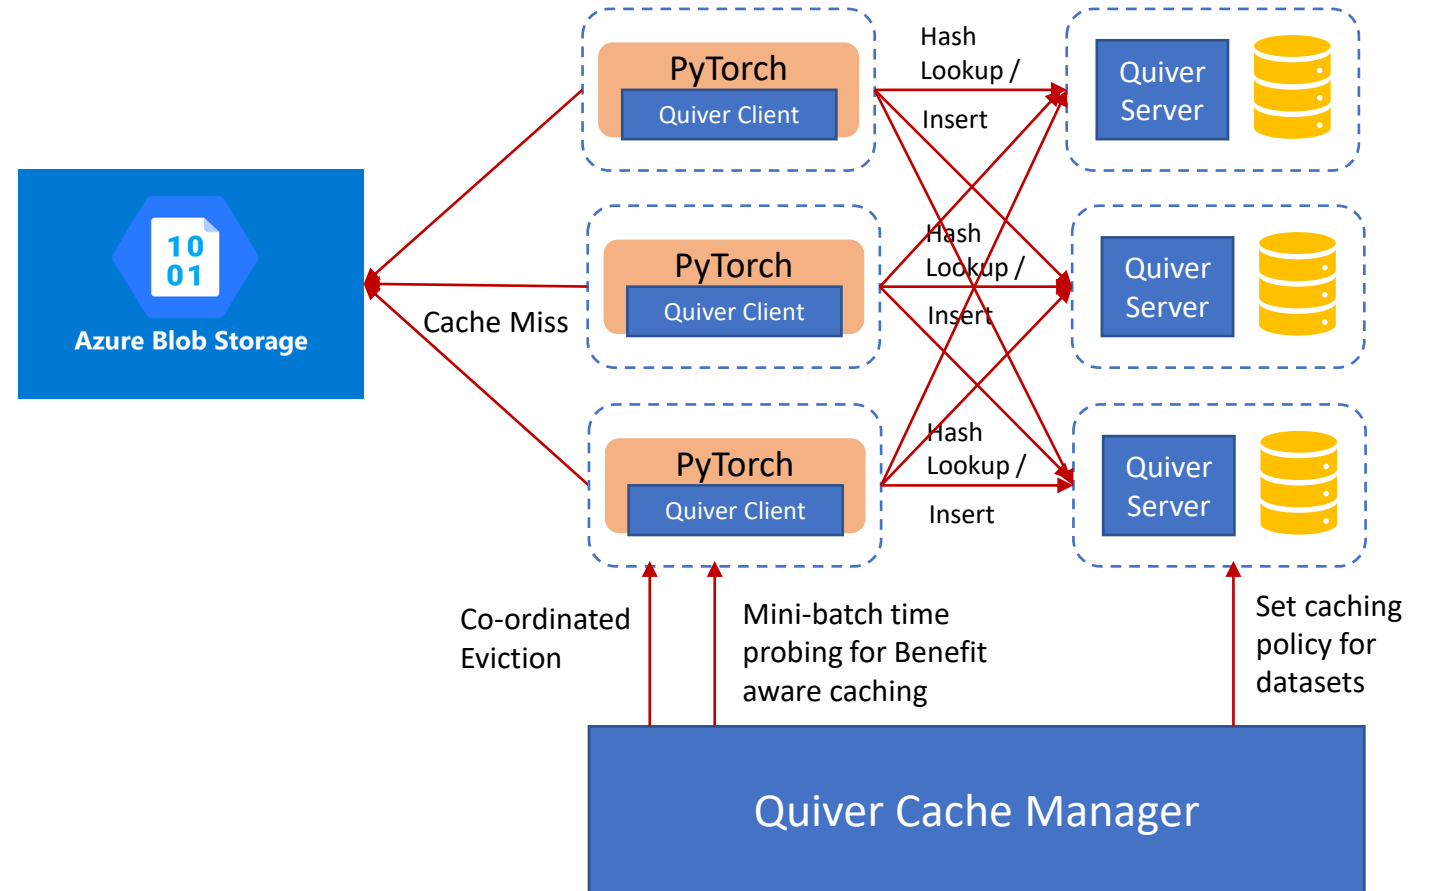 PyTorch
Quiver Client
Hash
Lookup /
Insert
Quiver
Server
10
01
Azure Blob Storage
Cache Miss
PyTorch
Quiver Client
Hash
Lookup /
Insert
Quiver
Server
PyTorch
Quiver Client
Hash
Lookup /
Insert
Quiver
Server
Co-ordinated
Eviction
Mini-batch time
probing for Benefit
aware caching
Set caching
policy for
datasets
Quiver Cache Manager